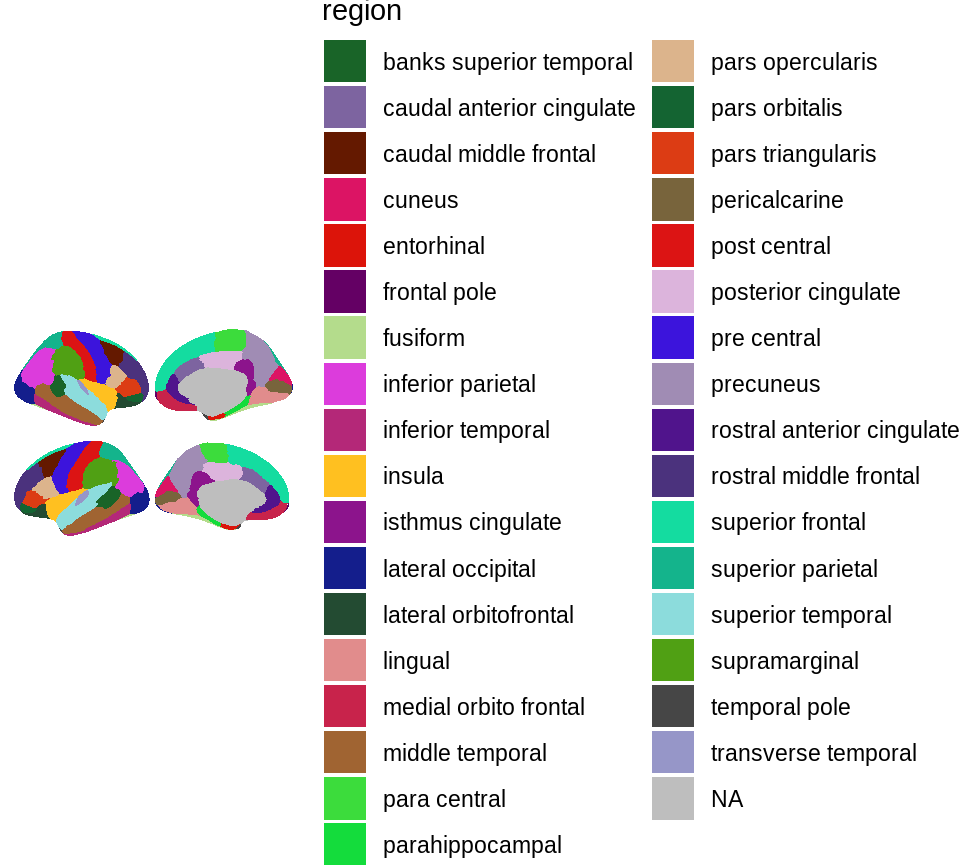 region
banks superior temporal
caudal anterior cingulate
caudal middle frontal
cuneus
entorhinal
frontal pole
fusiform
inferior parietal
inferior temporal
insula
isthmus cingulate
lateral occipital
lateral orbitofrontal
lingual
medial orbito frontal
middle temporal
para central
parahippocampal
pars opercularis
pars orbitalis
pars triangularis
pericalcarine
post central
posterior cingulate
pre central
precuneus
rostral anterior cingulate
rostral middle frontal
superior frontal
superior parietal
superior temporal
supramarginal
temporal pole
transverse temporal
NA